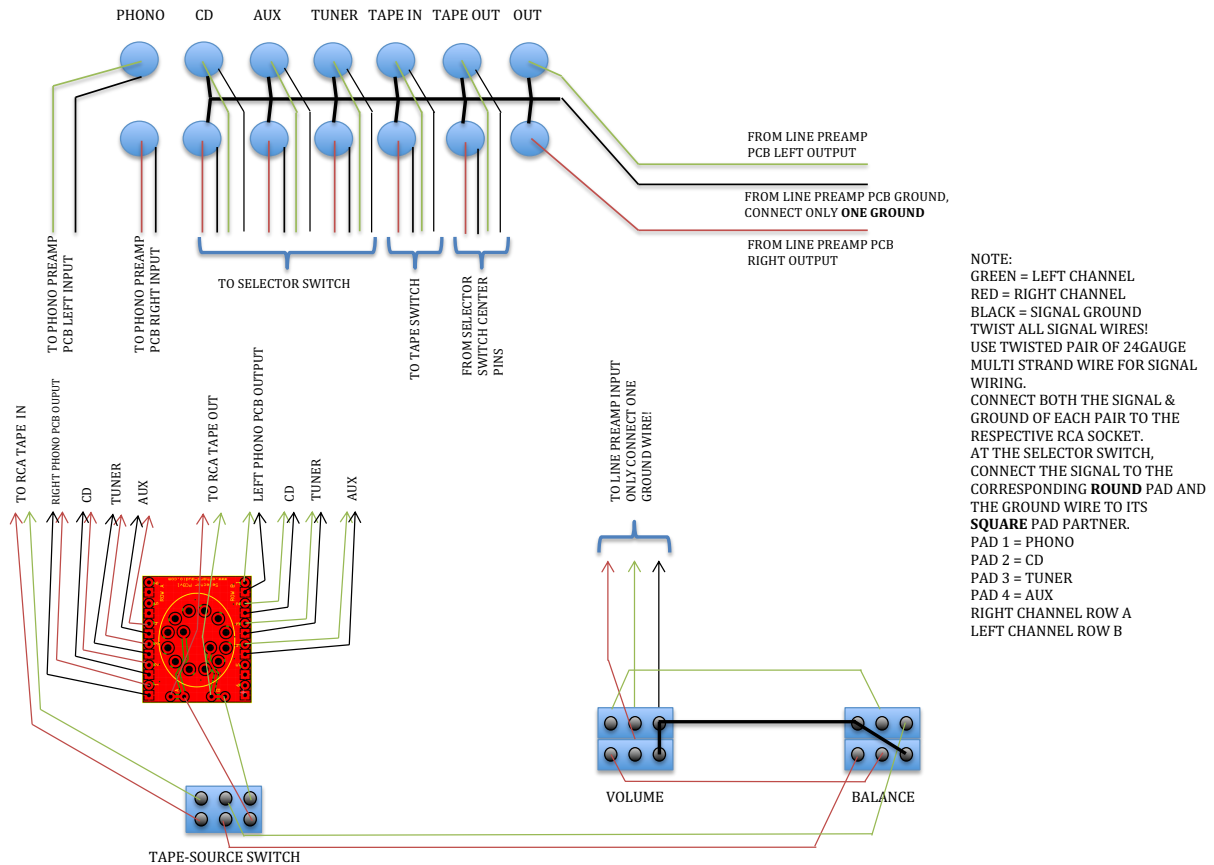 PHONO CD AUX TUNER TAPE IN TAPE OUT OUT
FROM LINE PREAMP
PCB LEFT OUTPUT
FROM LINE PREAMP PCB GROUND,
CONNECT ONLY ONE GROUND
FROM LINE PREAMP PCB
RIGHT OUTPUT
TO PHONO PREAMP
PCB LEFT INPUT
TO PHONO PREAMP
PCB RIGHT INPUT
TO SELECTOR SWITCH
TO TAPE SWITCH
FROM SELECTOR
SWITCH CENTER
PINS
NOTE:
GREEN = LEFT CHANNEL
RED = RIGHT CHANNEL
BLACK = SIGNAL GROUND
TWIST ALL SIGNAL WIRES!
USE TWISTED PAIR OF 24GAUGE
MULTI STRAND WIRE FOR SIGNAL
WIRING.
CONNECT BOTH THE SIGNAL &
GROUND OF EACH PAIR TO THE
RESPECTIVE RCA SOCKET.
AT THE SELECTOR SWITCH,
CONNECT THE SIGNAL TO THE
CORRESPONDING ROUND PAD AND
THE GROUND WIRE TO ITS
SQUARE PAD PARTNER.
PAD 1 = PHONO
PAD 2 = CD
PAD 3 = TUNER
PAD 4 = AUX
RIGHT CHANNEL ROW A
LEFT CHANNEL ROW B
TO RCA TAPE IN
RIGHT PHONO PCB OUPUT
CD
TUNER
AUX
TO RCA TAPE OUT
LEFT PHONO PCB OUTPUT
CD
TUNER
AUX
TO LINE PREAMP INPUT
ONLY CONNECT ONE
GROUND WIRE!
ROW A
ROW B
VOLUME
BALANCE
TAPE-SOURCE SWITCH